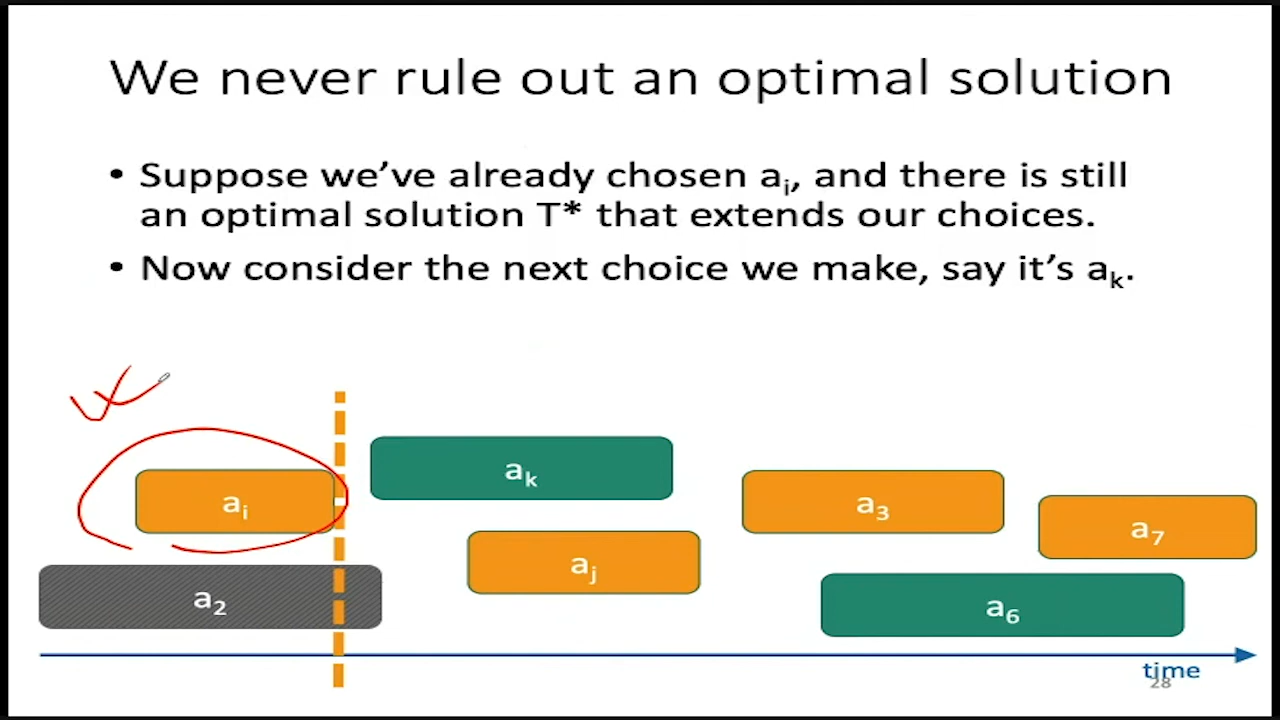 We never rule out an optimal solution
• Suppose we've already chosen aᵢ, and there is still
an optimal solution T* that extends our choices.
• Now consider the next choice we make, say it's aₖ.
aₖ
aᵢ
a₃
a₇
aⱼ
a₂
a₆
time
28